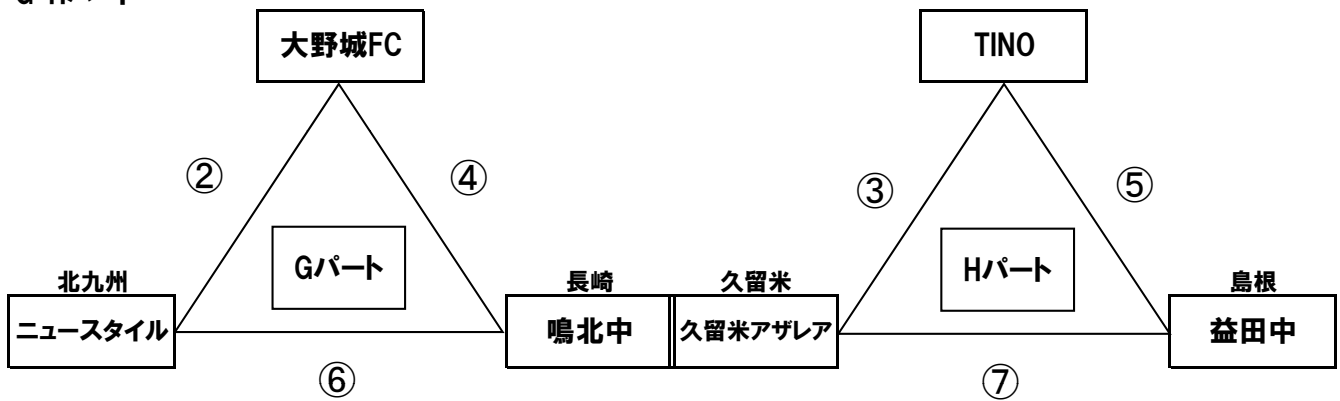 大野城FC
TINO
②
④
③
⑤
Gパート
Hパート
北九州
長崎
久留米
島根
ニュースタイル
鳴北中
久留米アザレア
益田中
⑥
⑦